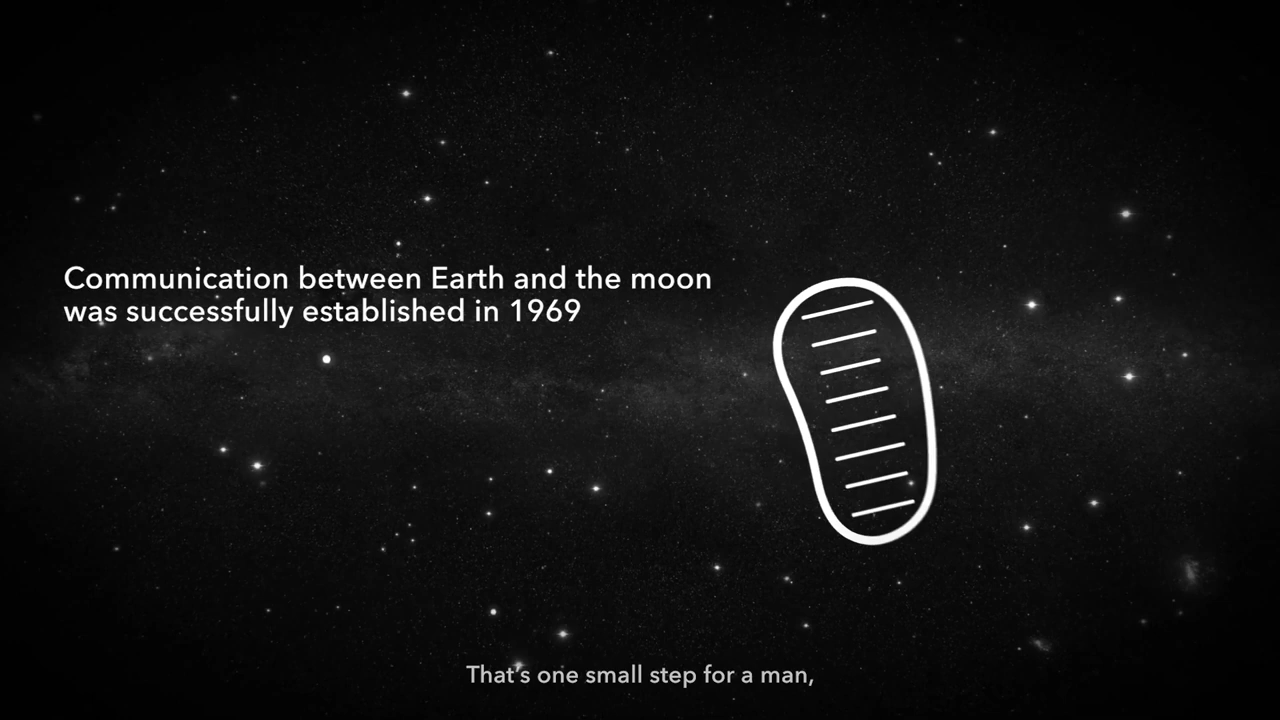 Communication between Earth and the moon
was successfully established in 1969
That's one small step for a man,